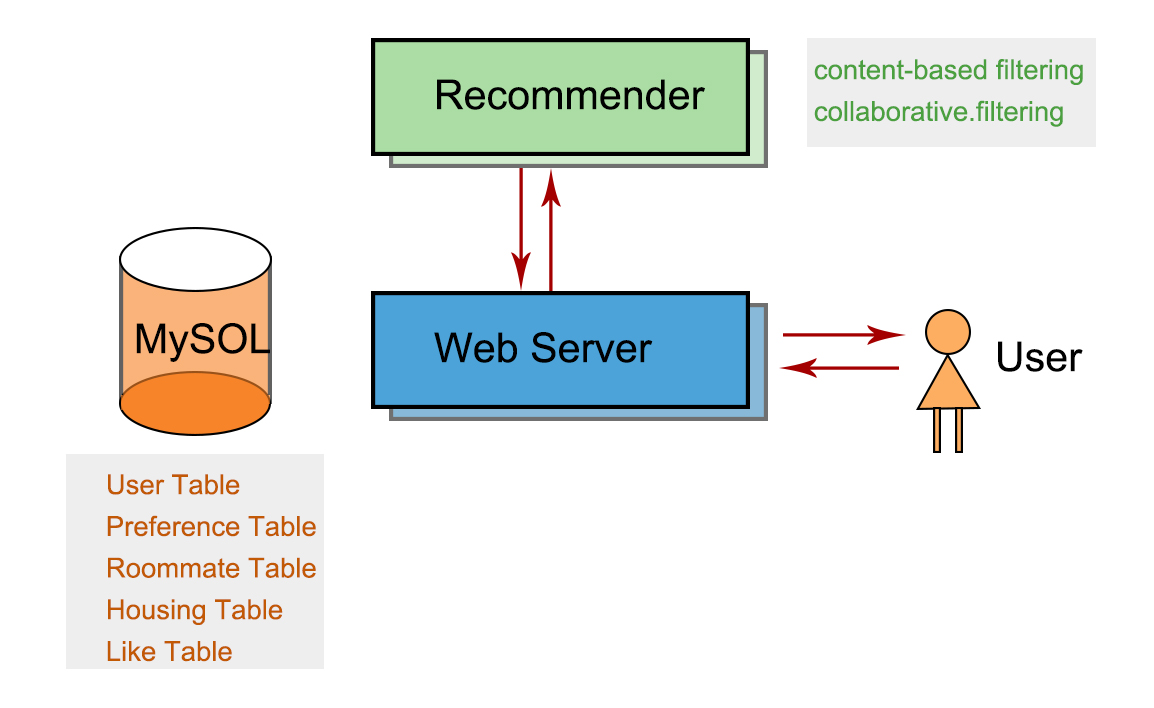 Recommender
content-based filtering
collaborative.filtering
MySOL
Web Server
User
User Table
Preference Table
Roommate Table
Housing Table
Like Table